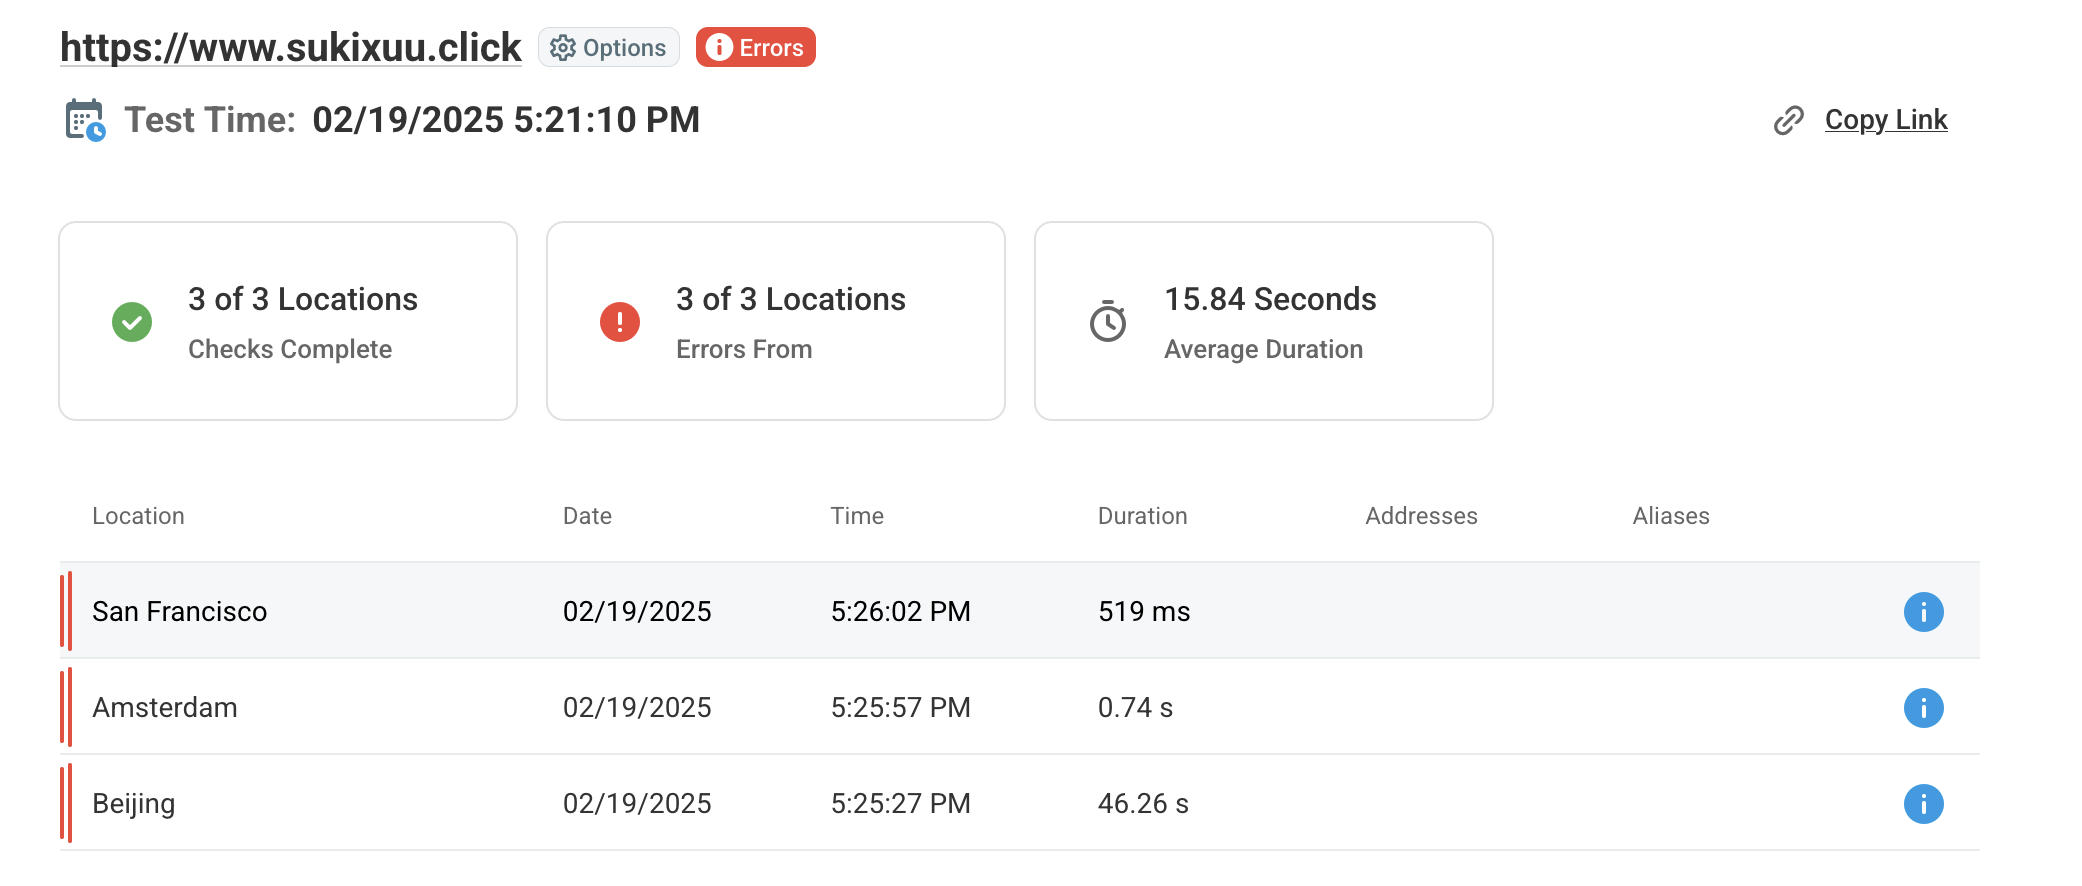 https://www.sukixuu.click Options Errors
Test Time: 02/19/2025 5:21:10 PM Copy Link
3 of 3 Locations
Checks Complete
3 of 3 Locations
Errors From
15.84 Seconds
Average Duration
Location Date Time Duration Addresses Aliases
San Francisco 02/19/2025 5:26:02 PM 519 ms
Amsterdam 02/19/2025 5:25:57 PM 0.74 s
Beijing 02/19/2025 5:25:27 PM 46.26 s